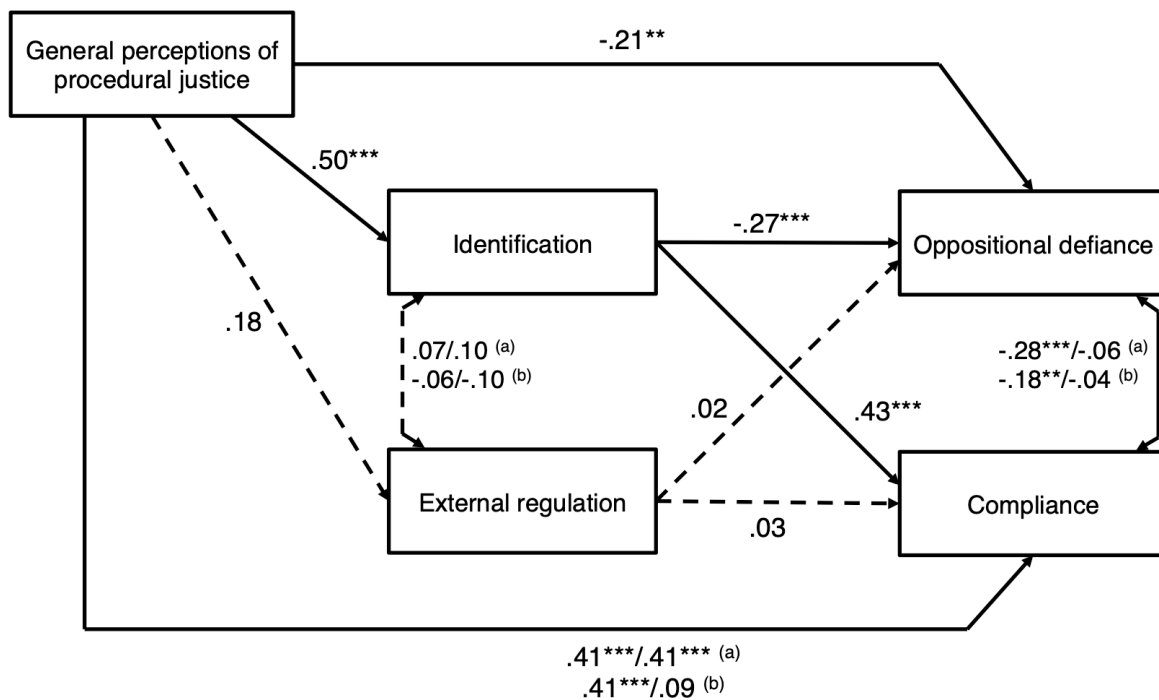 General perceptions of
procedural justice
-.21**
.50***
Identification
-.27***
Oppositional defiance
.18
.07/.10 (a)
-.06/-.10 (b)
-.28***/-.06 (a)
-.18**/-.04 (b)
.02
.43***
External regulation
.03
Compliance
.41***/.41*** (a)
.41***/.09 (b)